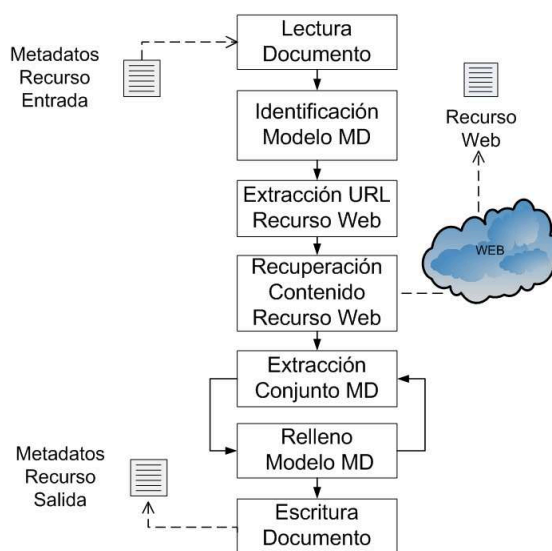 Lectura
Documento
Metadatos
Recurso
Entrada
Identificación
Modelo MD
Recurso
Web
Extracción URL
Recurso Web
WEB
Recuperación
Contenido
Recurso Web
Extracción
Conjunto MD
Relleno
Modelo MD
Metadatos
Recurso
Salida
Escritura
Documento